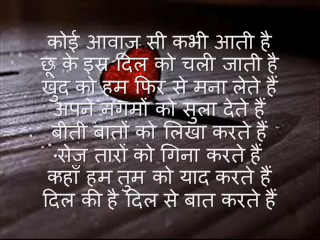 कोई आवाज़ सी कभी आती है
छू के इस दिल को चली जाती है
खुद को हम फिर से मना लेते हैं
अपने नगमों को सुला देते हैं
बीती बातों को लिखा करते हैं
रोज़ तारों को गिना करते हैं
कहाँ हम तुम को याद करते हैं
दिल की है दिल से बात करते हैं